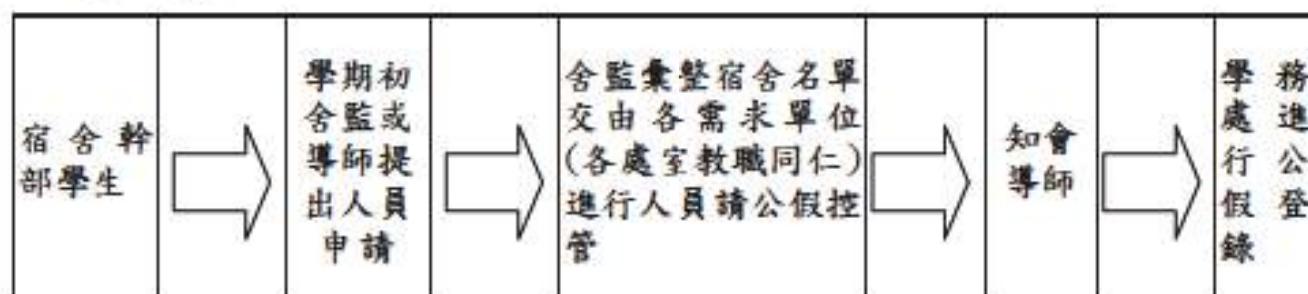 宿舍幹
部學生
學期初
舍監或
導師提
出人員
申請
舍監彙整宿舍名單
交由各需求單位
(各處室教職同仁)
進行人員請公假控
管
知會
導師
學務
處進
行公
假登
錄